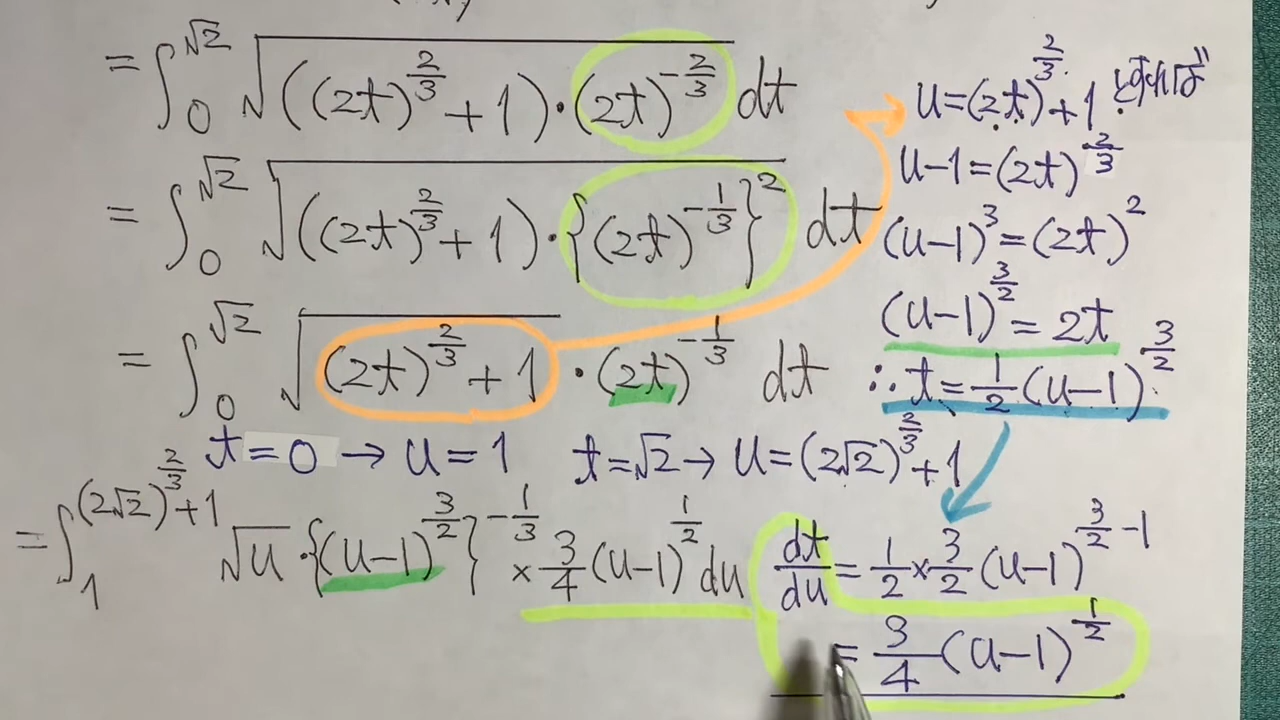 = ∫₀^{√2} √(((2t)^{2/3} + 1)·(2t)^{-2/3}) dt
= ∫₀^{√2} √(((2t)^{2/3} + 1)·{(2t)^{-1/3}}²) dt
= ∫₀^{√2} √((2t)^{2/3} + 1) · (2t)^{-1/3} dt
t = 0 → u = 1  t = √2 → u = (2√2)^{2/3} + 1
= ∫₁^{(2√2)^{2/3}+1} √u · {(u-1)^{3/2}}^{-1/3} × 3/4 (u-1)^{1/2} du
u = (2t)^{2/3} + 1 とすれば
u-1 = (2t)^{2/3}
(u-1)³ = (2t)²
(u-1)^{3/2} = 2t
∴ t = 1/2 (u-1)^{3/2}
dt/du = 1/2 × 3/2 (u-1)^{3/2 - 1}
= 3/4 (u-1)^{1/2}